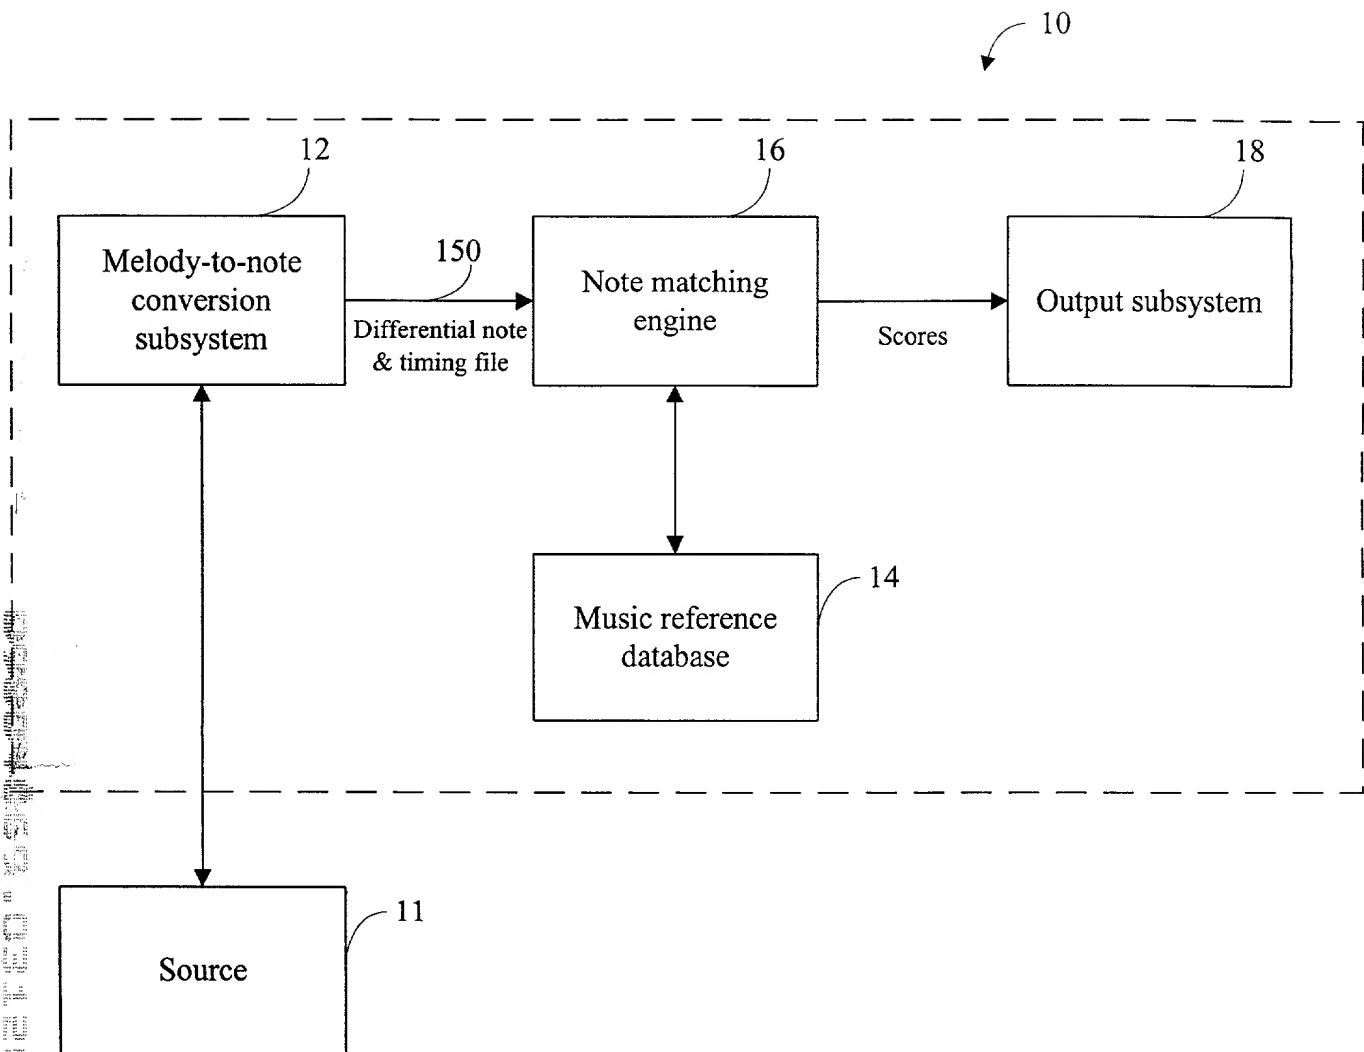 10
12
16
18
Melody-to-note
conversion
subsystem
150
Differential note
& timing file
Note matching
engine
Scores
Output subsystem
14
Music reference
database
11
Source